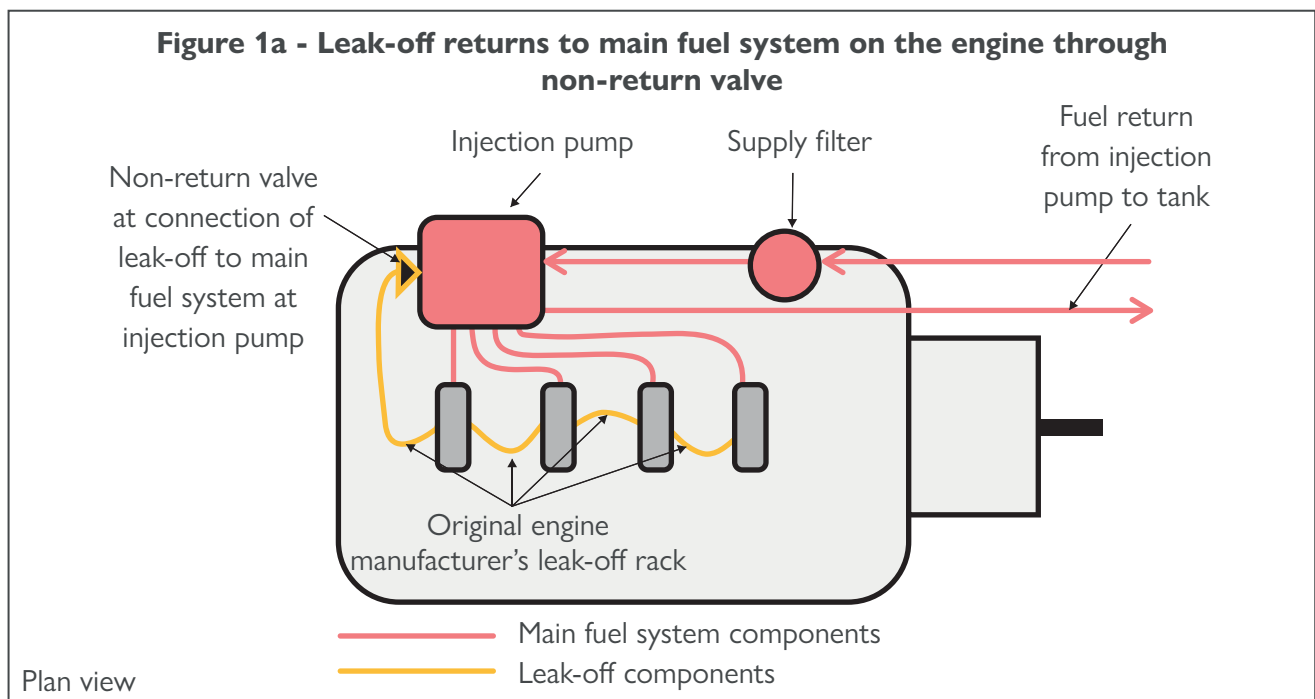 Figure 1a - Leak-off returns to main fuel system on the engine through
non-return valve
Injection pump
Supply filter
Fuel return
from injection
pump to tank
Non-return valve
at connection of
leak-off to main
fuel system at
injection pump
Original engine
manufacturer’s leak-off rack
Main fuel system components
Leak-off components
Plan view